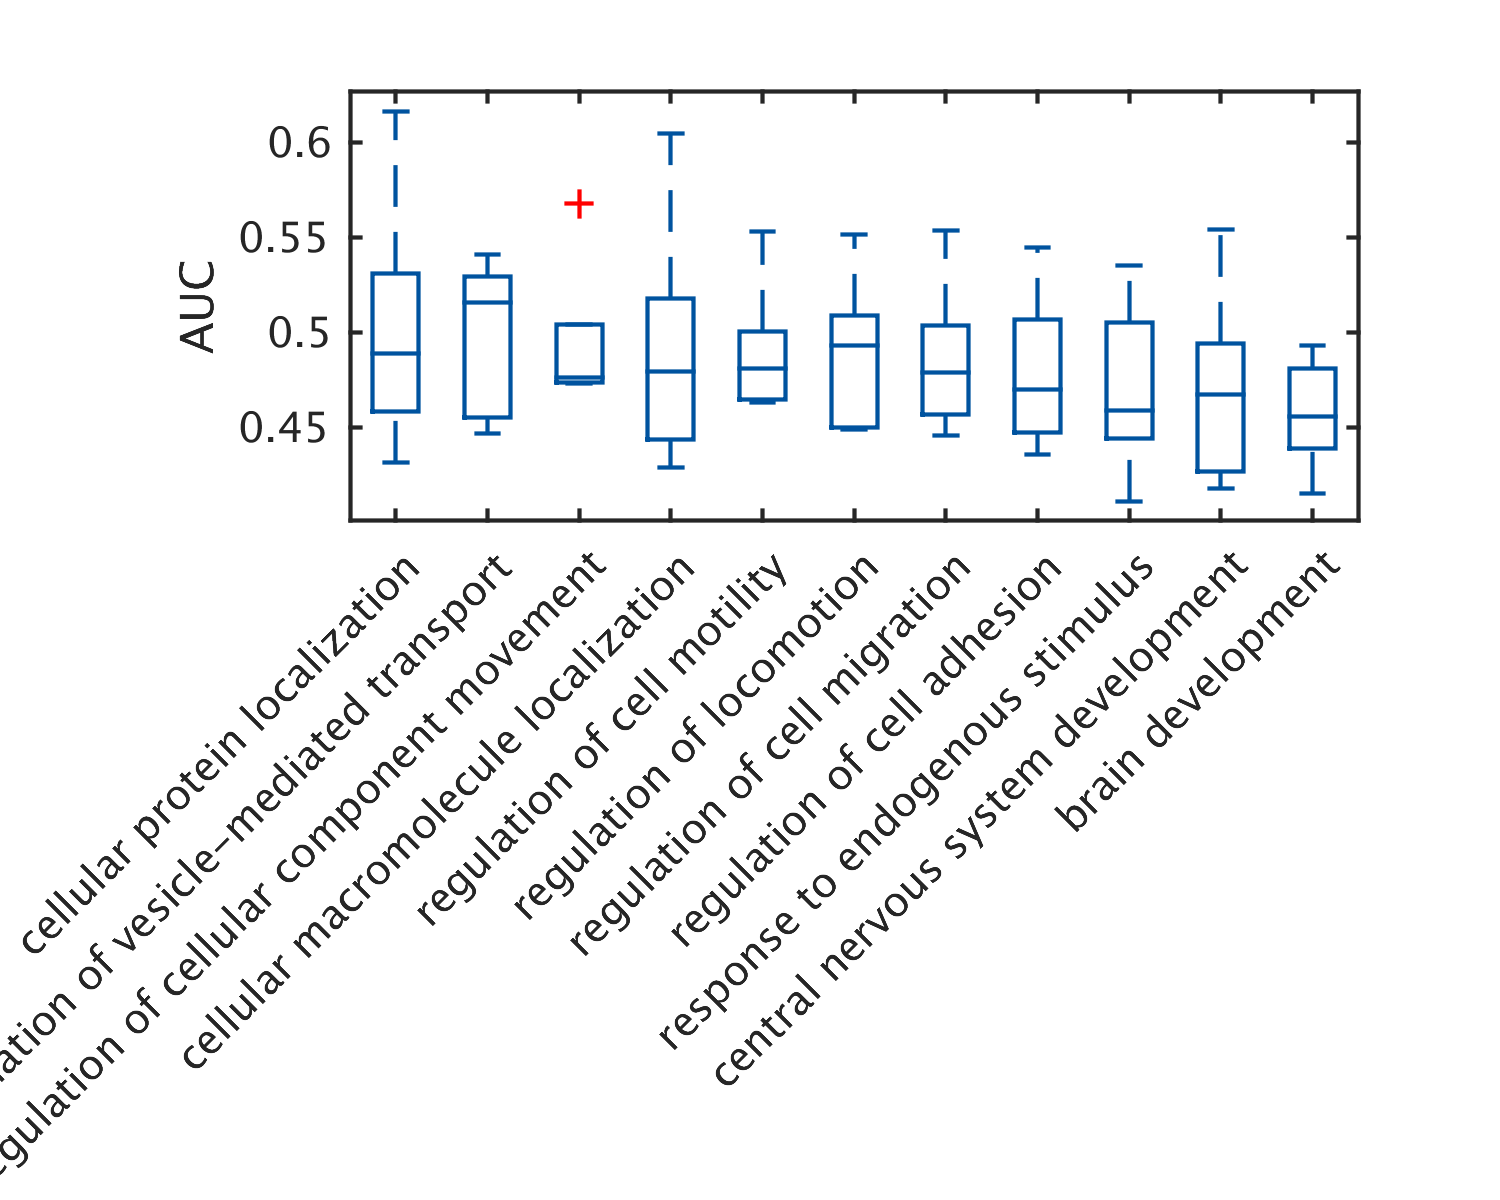 0.6
0.55
0.5
0.45
AUC
cellular protein localization
of vesicle–mediated transport
of cellular component movement
cellular macromolecule localization
regulation of cell motility
regulation of locomotion
regulation of cell migration
regulation of cell adhesion
response to endogenous stimulus
central nervous system development
brain development